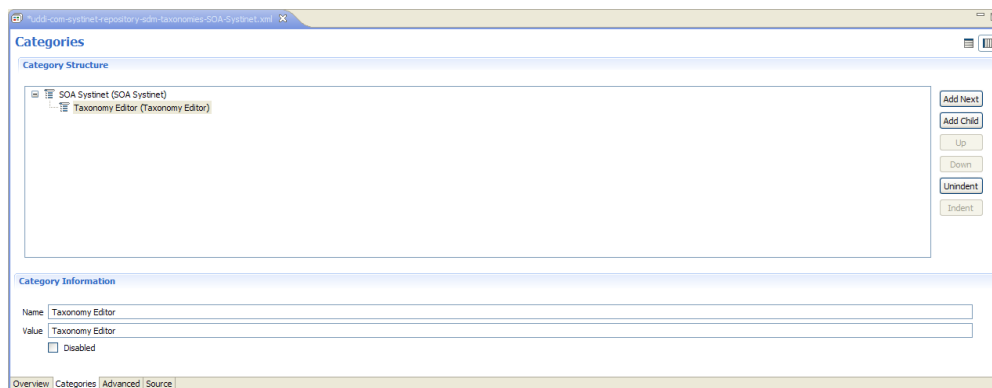 *uddi-com-systinet-repository-sdm-taxonomies-SOA-Systinet.xml
Categories
Category Structure
SOA Systinet (SOA Systinet)
Taxonomy Editor (Taxonomy Editor)
Add Next
Add Child
Up
Down
Unindent
Indent
Category Information
Name Taxonomy Editor
Value Taxonomy Editor
Disabled
Overview Categories Advanced Source